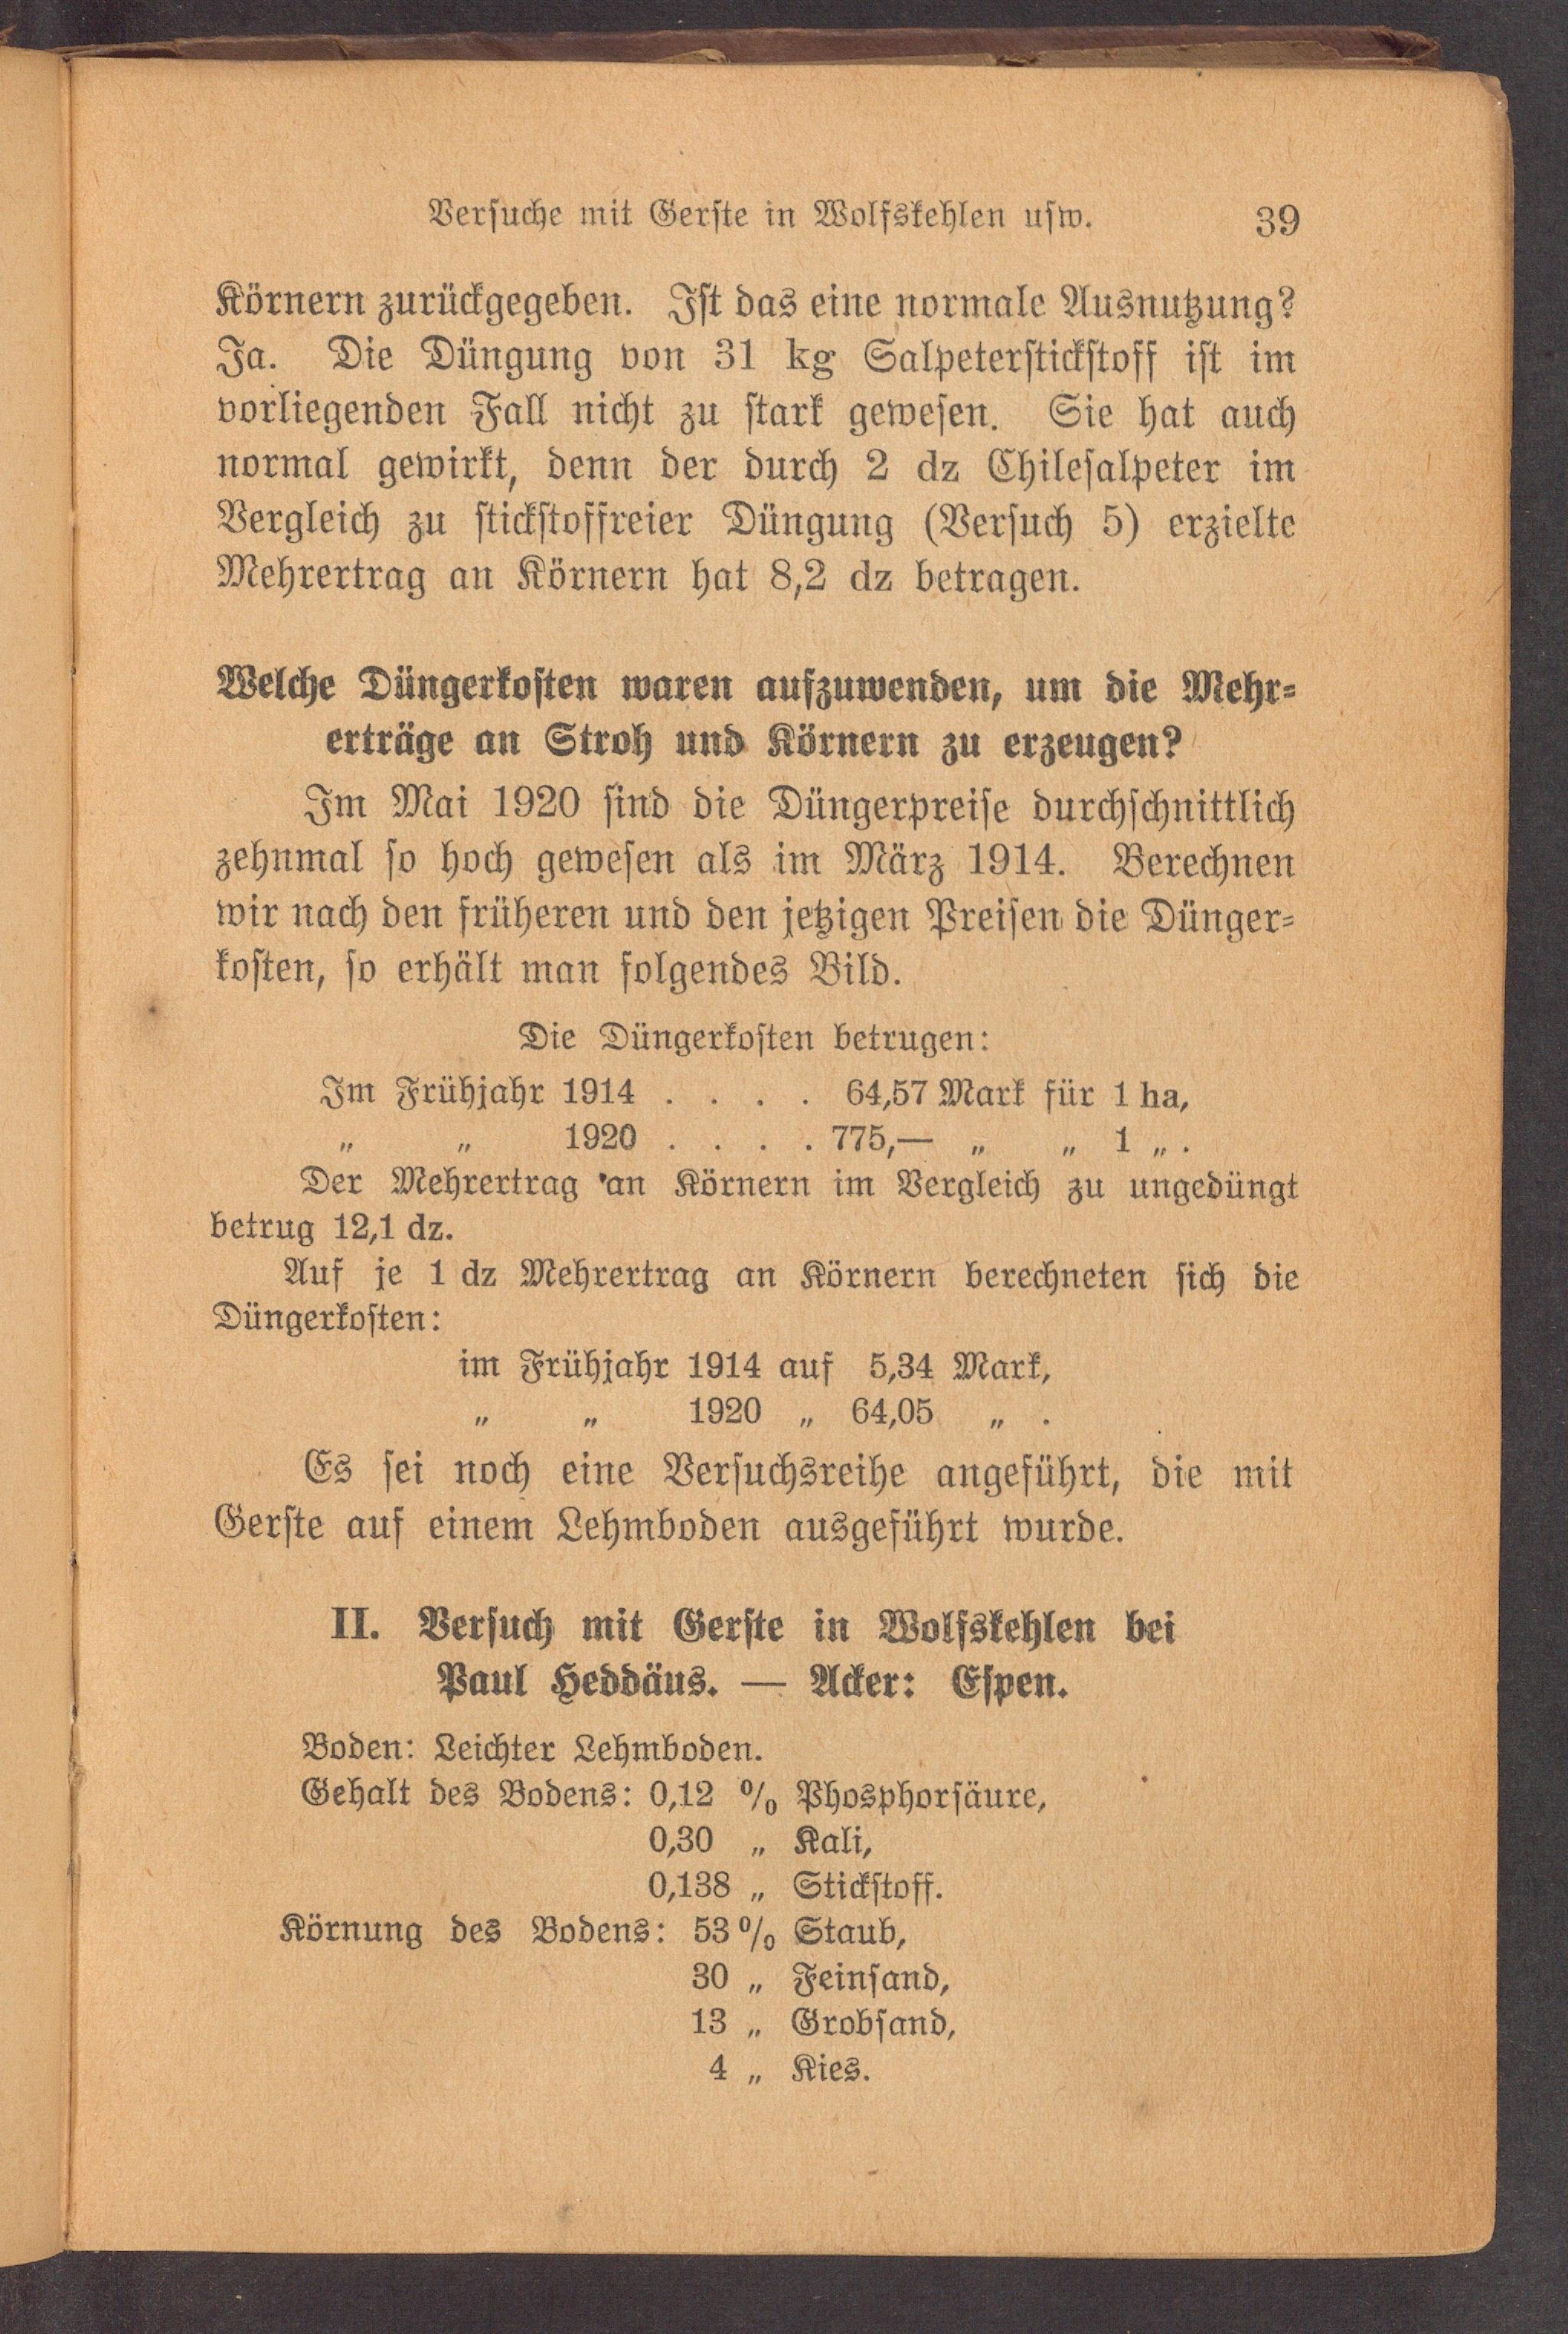 Versuche mit Gerste in Wolfskehlen usw. 39
Körnern zurückgegeben. Ist das eine normale Ausnutzung?
Ja. Die Düngung von 31 kg Salpeterstickstoff ist im
vorliegenden Fall nicht zu stark gewesen. Sie hat auch
normal gewirkt, denn der durch 2 dz Chilesalpeter im
Vergleich zu stickstoffreier Düngung (Versuch 5) erzielte
Mehrertrag an Körnern hat 8,2 dz betragen.
Welche Düngerkosten waren aufzuwenden, um die Mehr-
erträge an Stroh und Körnern zu erzeugen?
Im Mai 1920 sind die Düngerpreise durchschnittlich
zehnmal so hoch gewesen als im März 1914. Berechnen
wir nach den früheren und den jetzigen Preisen die Dünger-
kosten, so erhält man folgendes Bild.
Die Düngerkosten betrugen:
Im Frühjahr 1914 . . . . 64,57 Mark für 1 ha,
„ „ 1920 . . . . 775,— „ „ 1 „ .
Der Mehrertrag an Körnern im Vergleich zu ungedüngt
betrug 12,1 dz.
Auf je 1 dz Mehrertrag an Körnern berechneten sich die
Düngerkosten:
im Frühjahr 1914 auf 5,34 Mark,
„ „ 1920 „ 64,05 „ .
Es sei noch eine Versuchsreihe angeführt, die mit
Gerste auf einem Lehmboden ausgeführt wurde.
II. Versuch mit Gerste in Wolfskehlen bei
Paul Heddäus. — Acker: Espen.
Boden: Leichter Lehmboden.
Gehalt des Bodens: 0,12 % Phosphorsäure,
0,30 „ Kali,
0,138 „ Stickstoff.
Körnung des Bodens: 53 % Staub,
30 „ Feinsand,
13 „ Grobsand,
4 „ Kies.